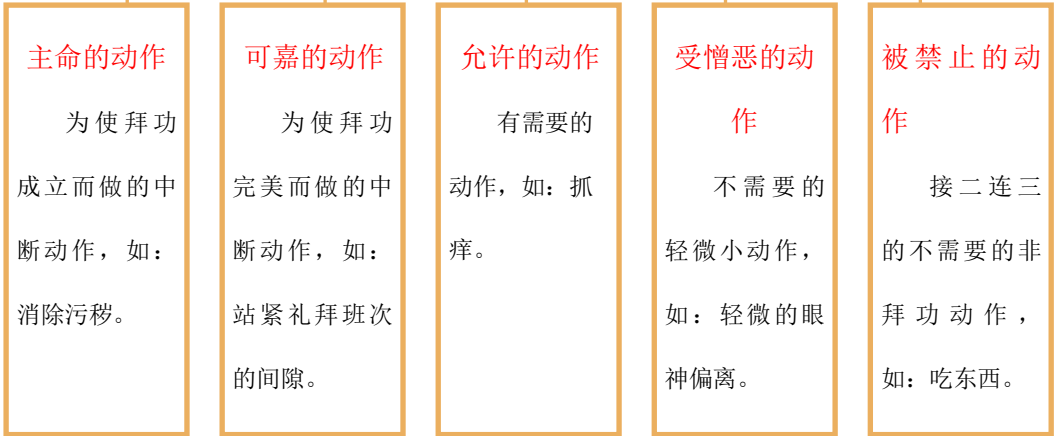 主命的动作
为使拜功
成立而做的中
断动作，如：
消除污秽。
可嘉的动作
为使拜功
完美而做的中
断动作，如：
站紧礼拜班次
的间隙。
允许的动作
有需要的
动作，如：抓
痒。
受憎恶的动
作
不需要的
轻微小动作，
如：轻微的眼
神偏离。
被禁止的动
作
接二连三
的不需要的非
拜功动作，
如：吃东西。